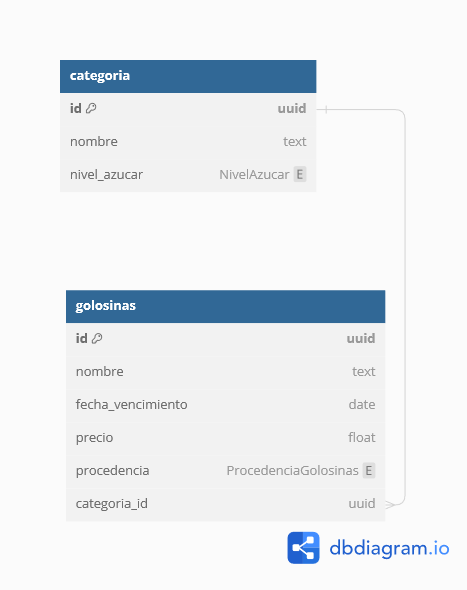 categoria
id uuid
nombre text
nivel_azucar NivelAzucar E
golosinas
id uuid
nombre text
fecha_vencimiento date
precio float
procedencia ProcedenciaGolosinas E
categoria_id uuid
dbdiagram.io